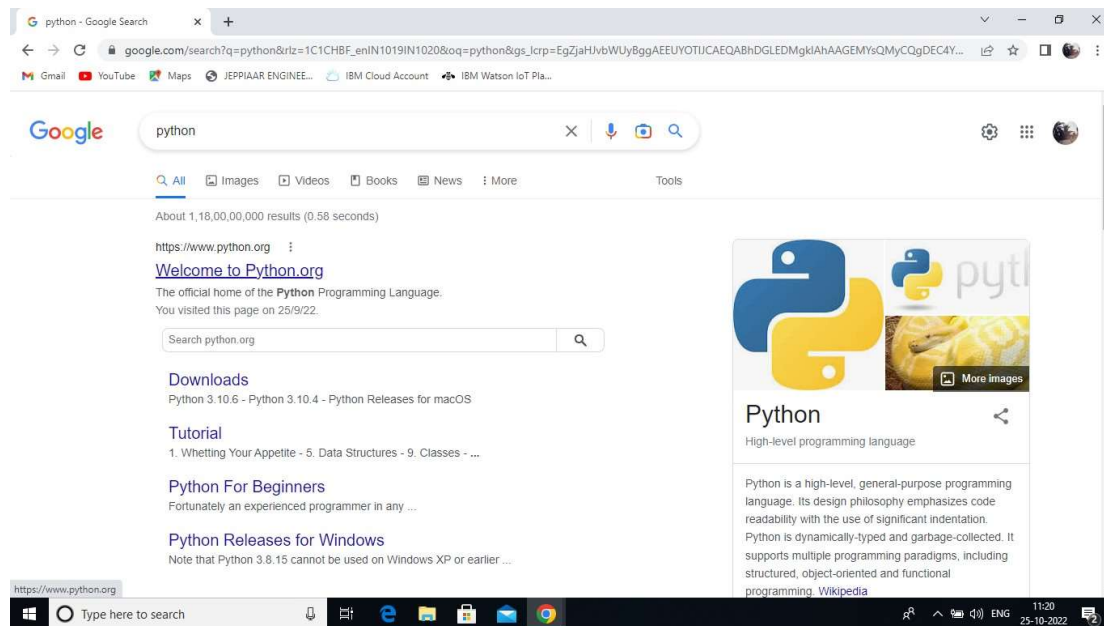 python - Google Search
google.com/search?q=python&rlz=1C1CHBF_enIN1019IN1020&oq=python&gs_lcrp=EgZjaHJvbWUyBggAEEUYOTIJCAEQABhDGLEDMgkIAhAAGEMYsQMyCQgDEC4Y...
Gmail YouTube Maps JEPPIAAR ENGINEE... IBM Cloud Account IBM Watson IoT Pla...
Google
python
All Images Videos Books News More Tools
About 1,18,00,00,000 results (0.58 seconds)
https://www.python.org
Welcome to Python.org
The official home of the Python Programming Language.
You visited this page on 25/9/22.
Search python.org
Downloads
Python 3.10.6 - Python 3.10.4 - Python Releases for macOS
Tutorial
1. Whetting Your Appetite - 5. Data Structures - 9. Classes - ...
Python For Beginners
Fortunately an experienced programmer in any ...
Python Releases for Windows
Note that Python 3.8.15 cannot be used on Windows XP or earlier ...
More images
Python
High-level programming language
Python is a high-level, general-purpose programming
language. Its design philosophy emphasizes code
readability with the use of significant indentation.
Python is dynamically-typed and garbage-collected. It
supports multiple programming paradigms, including
structured, object-oriented and functional
programming. Wikipedia
https://www.python.org
Type here to search
ENG
11:20
25-10-2022
2